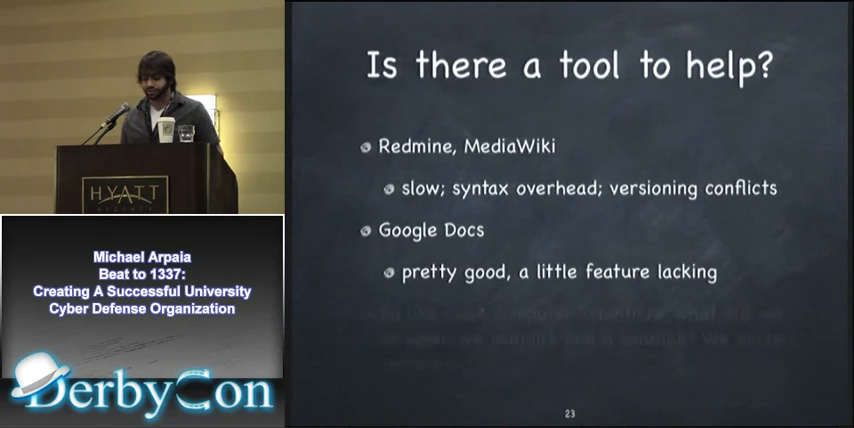 HYATT
Michael Arpaia
Beat to 1337:
Creating A Successful University
Cyber Defense Organization
DerbyCon
Is there a tool to help?
Redmine, MediaWiki
slow; syntax overhead; versioning conflicts
Google Docs
pretty good, a little feature lacking
23